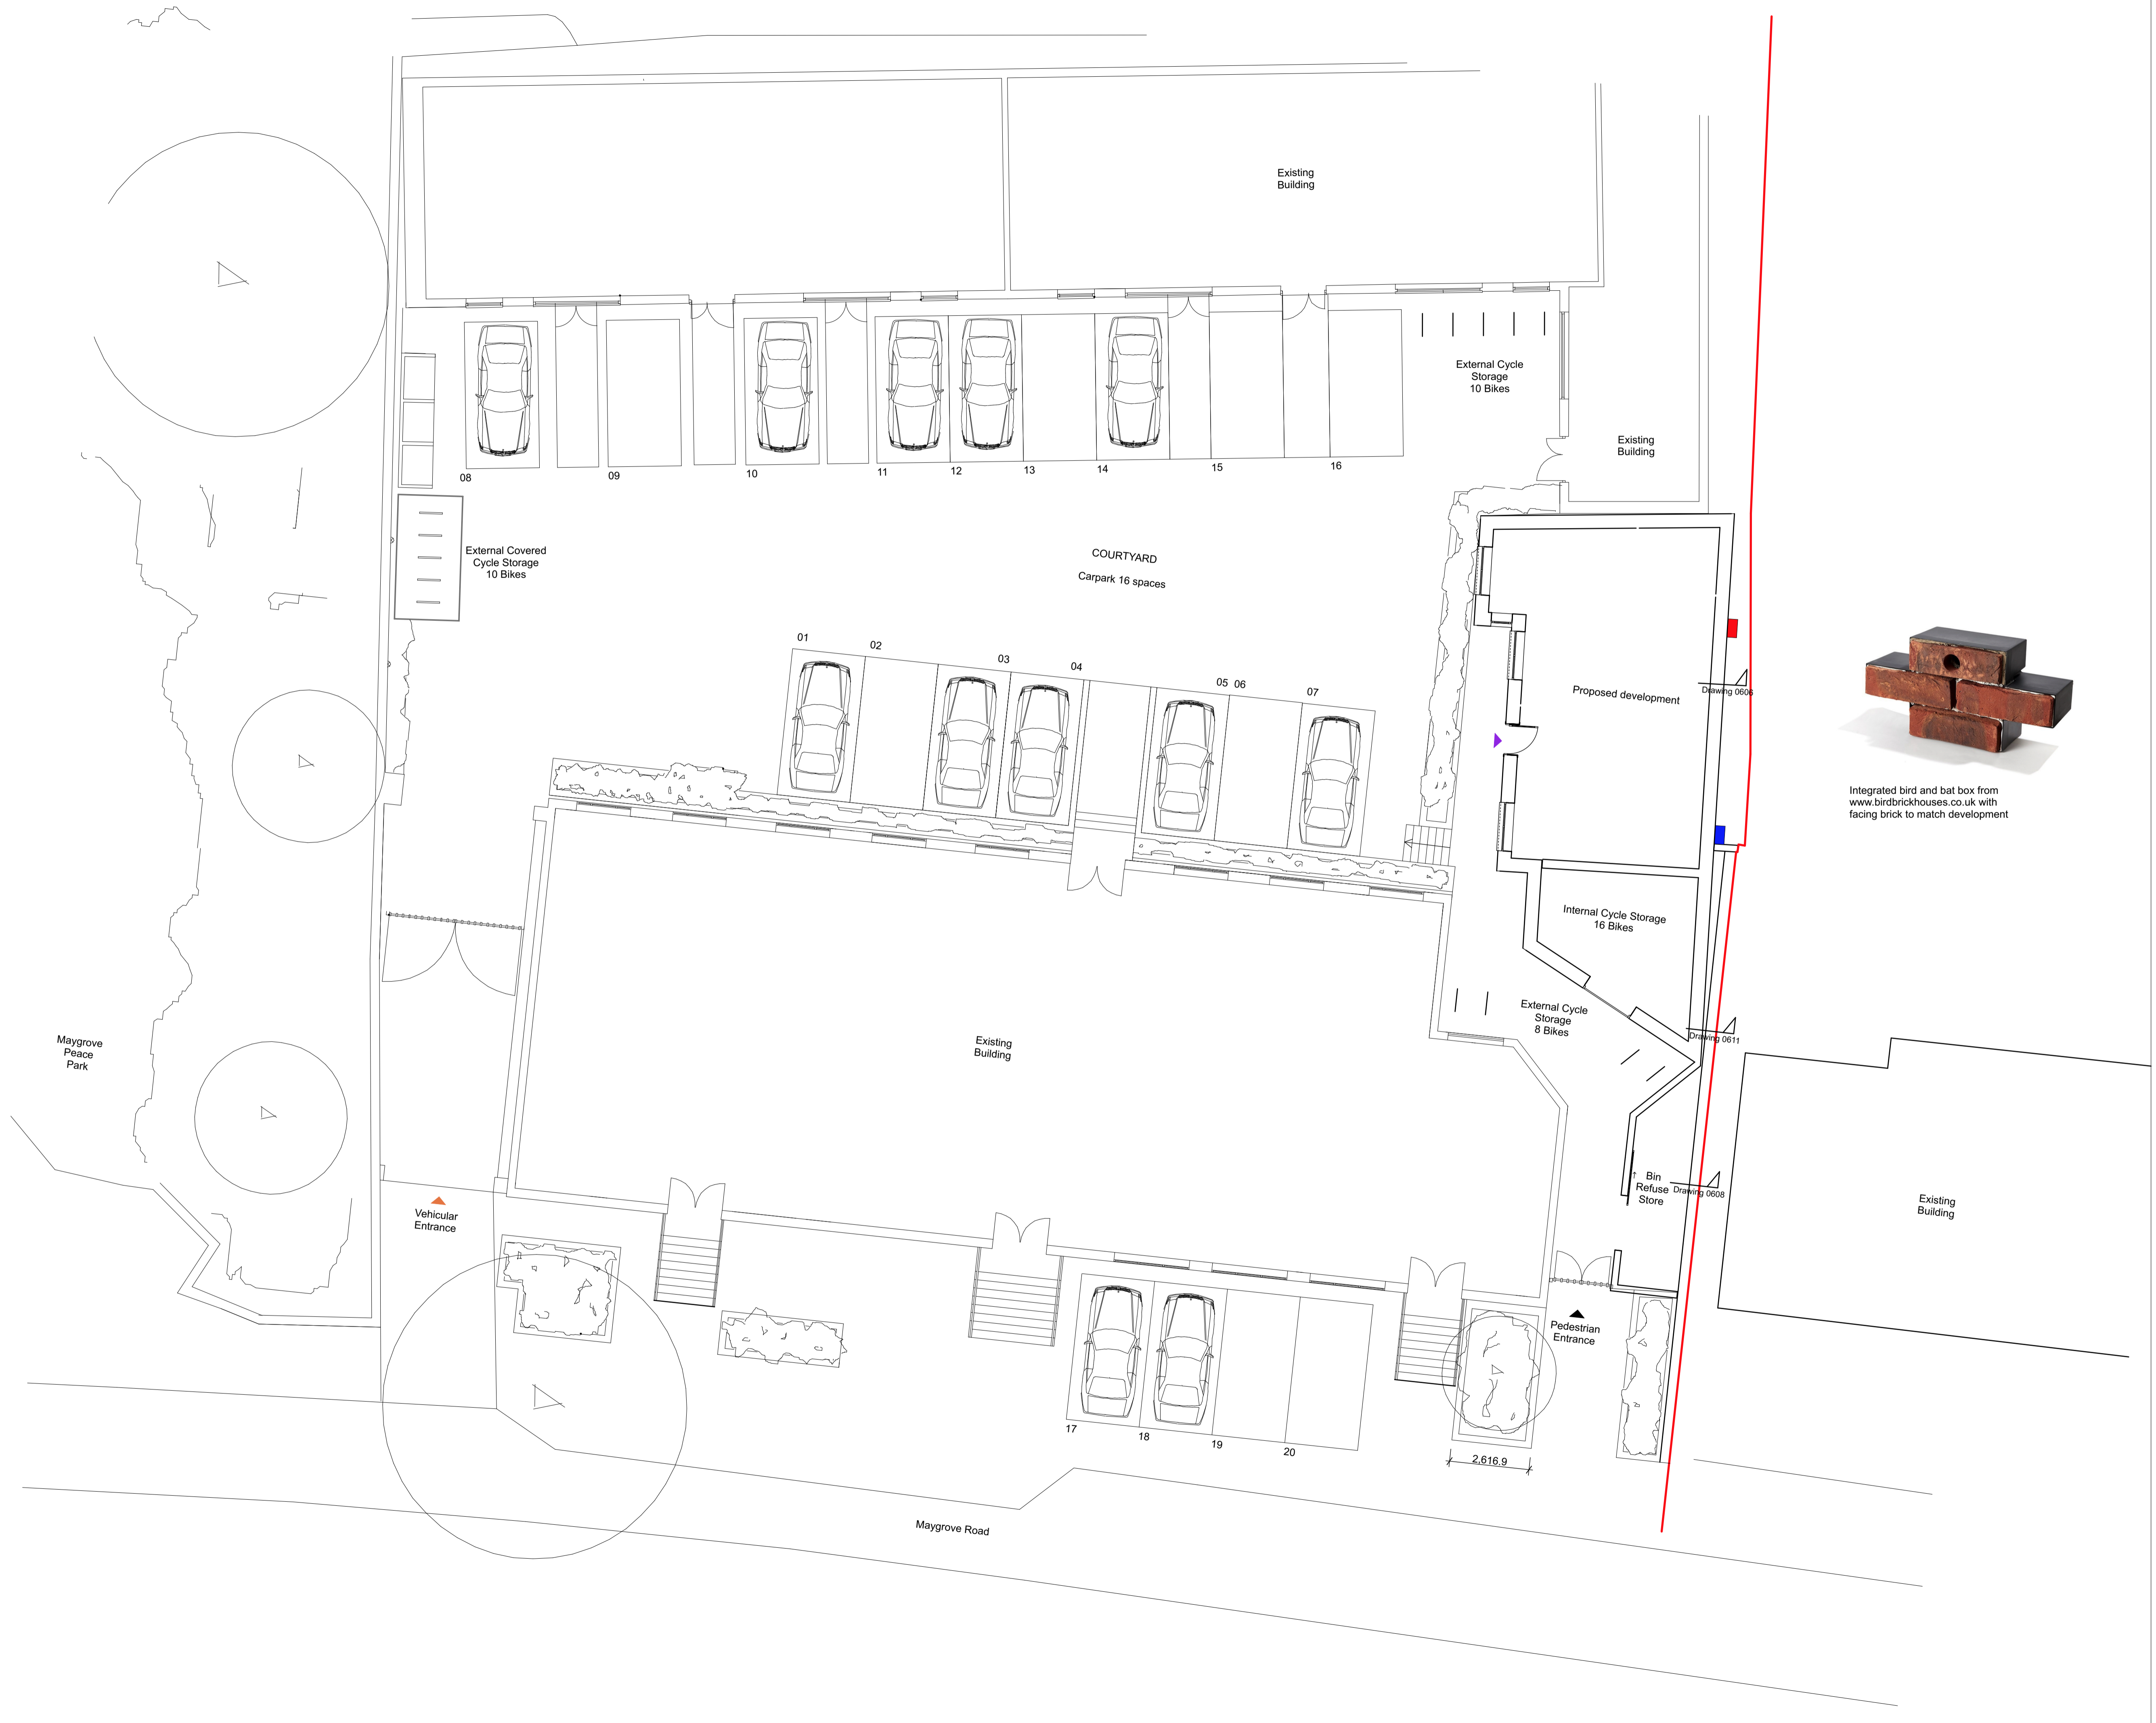 Existing
Building
External Cycle
Storage
10 Bikes
Existing
Building
08
09
10
11
12
13
14
15
16
External Covered
Cycle Storage
10 Bikes
COURTYARD
Carpark 16 spaces
01
02
03
04
05
06
07
Proposed development
Drawing 0606
Integrated bird and bat box from
www.birdbrickhouses.co.uk with
facing brick to match development
Internal Cycle Storage
16 Bikes
External Cycle
Storage
8 Bikes
Drawing 0611
Maygrove
Peace
Park
Existing
Building
Bin
Refuse
Store
Drawing 0608
Existing
Building
Vehicular
Entrance
Pedestrian
Entrance
17
18
19
20
2,616.9
Maygrove Road